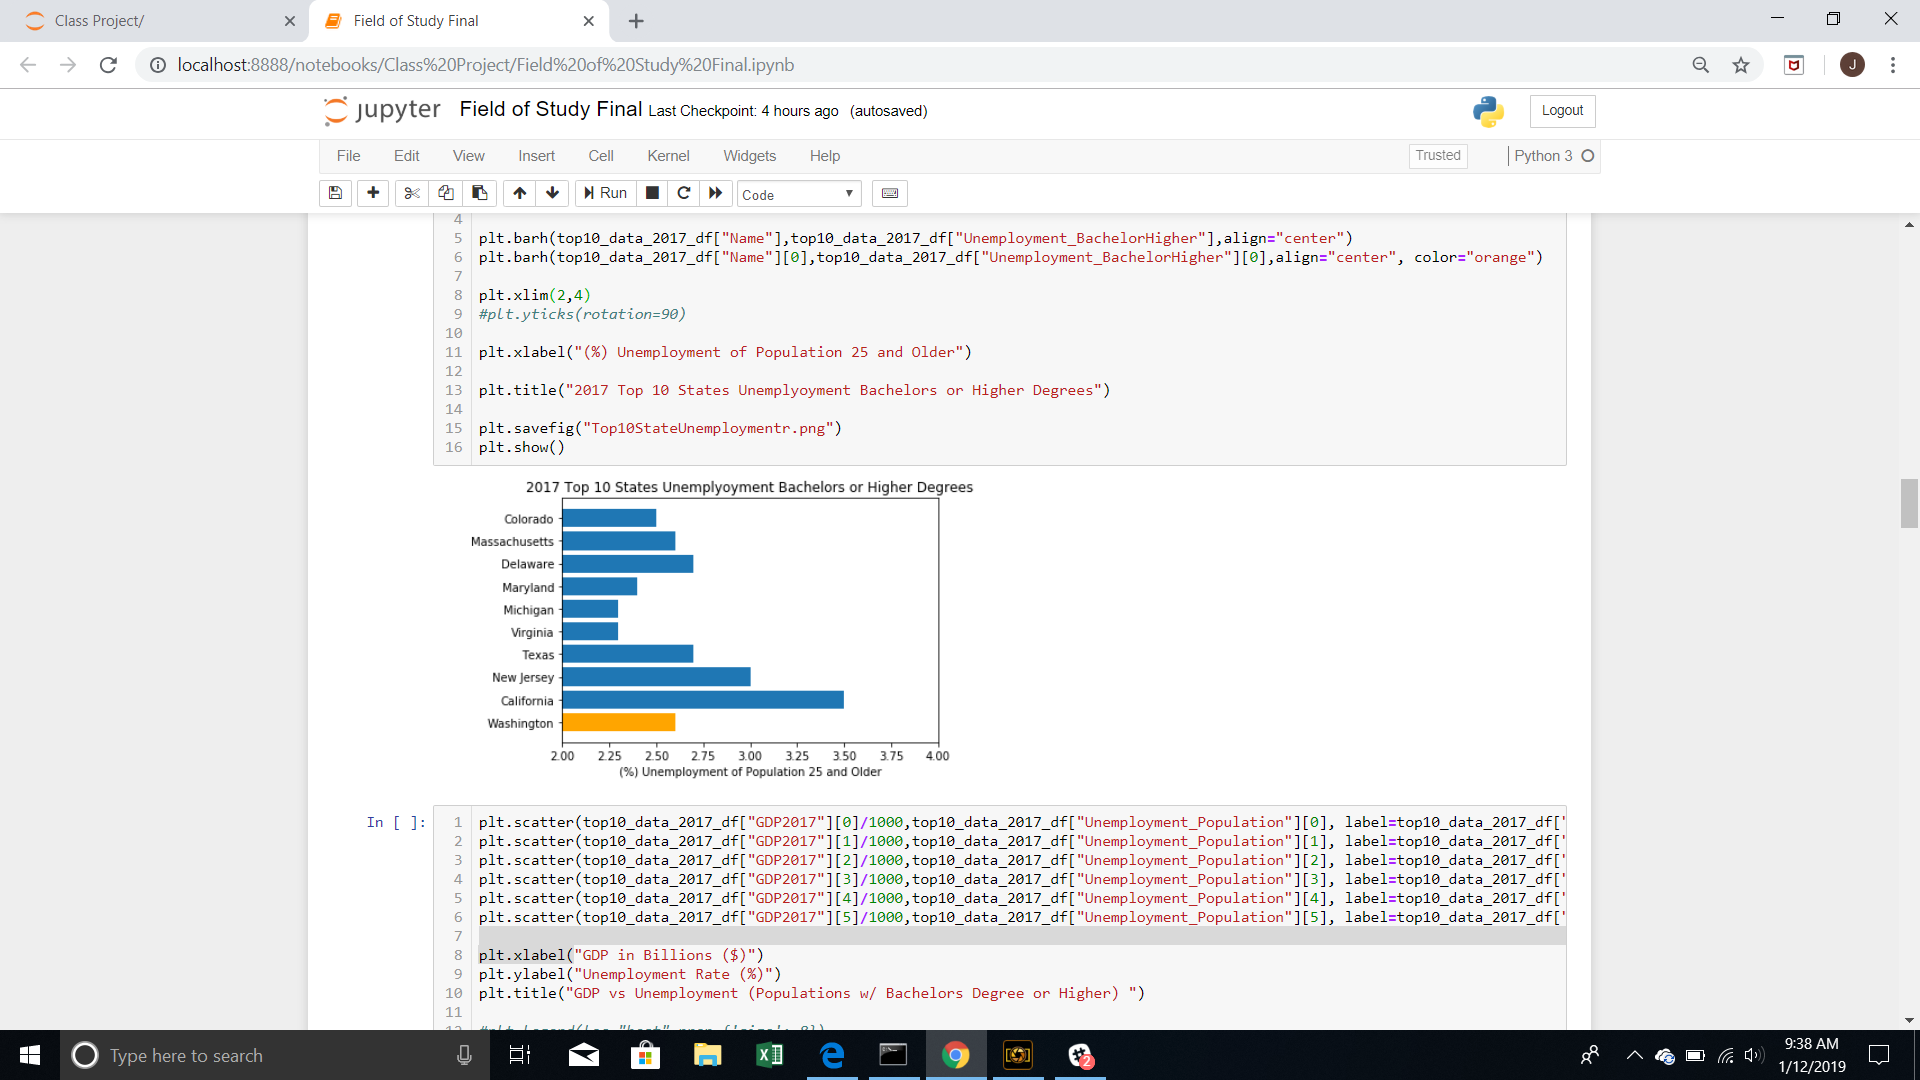 Class Project/
Field of Study Final
localhost:8888/notebooks/Class%20Project/Field%20of%20Study%20Final.ipynb
J
jupyter Field of Study Final Last Checkpoint: 4 hours ago (autosaved)
Logout
File Edit View Insert Cell Kernel Widgets Help
Trusted
Python 3
Run
Code
4
5 plt.barh(top10_data_2017_df["Name"],top10_data_2017_df["Unemployment_BachelorHigher"],align="center")
6 plt.barh(top10_data_2017_df["Name"][0],top10_data_2017_df["Unemployment_BachelorHigher"][0],align="center", color="orange")
7
8 plt.xlim(2,4)
9 #plt.yticks(rotation=90)
10
11 plt.xlabel("(%) Unemployment of Population 25 and Older")
12
13 plt.title("2017 Top 10 States Unemplyoyment Bachelors or Higher Degrees")
14
15 plt.savefig("Top10StateUnemploymentr.png")
16 plt.show()
2017 Top 10 States Unemplyoyment Bachelors or Higher Degrees
Colorado
Massachusetts
Delaware
Maryland
Michigan
Virginia
Texas
New Jersey
California
Washington
2.00 2.25 2.50 2.75 3.00 3.25 3.50 3.75 4.00
(%) Unemployment of Population 25 and Older
In [ ]:
1 plt.scatter(top10_data_2017_df["GDP2017"][0]/1000,top10_data_2017_df["Unemployment_Population"][0], label=top10_data_2017_df["
2 plt.scatter(top10_data_2017_df["GDP2017"][1]/1000,top10_data_2017_df["Unemployment_Population"][1], label=top10_data_2017_df["
3 plt.scatter(top10_data_2017_df["GDP2017"][2]/1000,top10_data_2017_df["Unemployment_Population"][2], label=top10_data_2017_df["
4 plt.scatter(top10_data_2017_df["GDP2017"][3]/1000,top10_data_2017_df["Unemployment_Population"][3], label=top10_data_2017_df["
5 plt.scatter(top10_data_2017_df["GDP2017"][4]/1000,top10_data_2017_df["Unemployment_Population"][4], label=top10_data_2017_df["
6 plt.scatter(top10_data_2017_df["GDP2017"][5]/1000,top10_data_2017_df["Unemployment_Population"][5], label=top10_data_2017_df["
7
8 plt.xlabel("GDP in Billions ($)")
9 plt.ylabel("Unemployment Rate (%)")
10 plt.title("GDP vs Unemployment (Populations w/ Bachelors Degree or Higher) ")
11
Type here to search
2
9:38 AM
1/12/2019